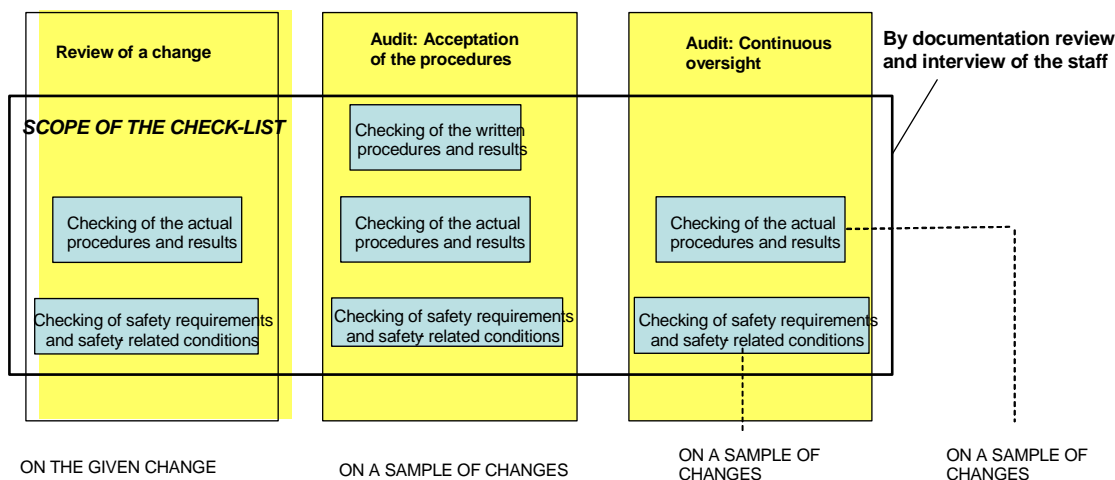 Review of a change
Audit: Acceptation
of the procedures
Audit: Continuous
oversight
By documentation review
and interview of the staff
SCOPE OF THE CHECK-LIST
Checking of the written
procedures and results
Checking of the actual
procedures and results
Checking of the actual
procedures and results
Checking of the actual
procedures and results
Checking of safety requirements
and safety-related conditions
Checking of safety requirements
and safety-related conditions
Checking of safety requirements
and safety-related conditions
ON THE GIVEN CHANGE
ON A SAMPLE OF CHANGES
ON A SAMPLE OF
CHANGES
ON A SAMPLE OF
CHANGES